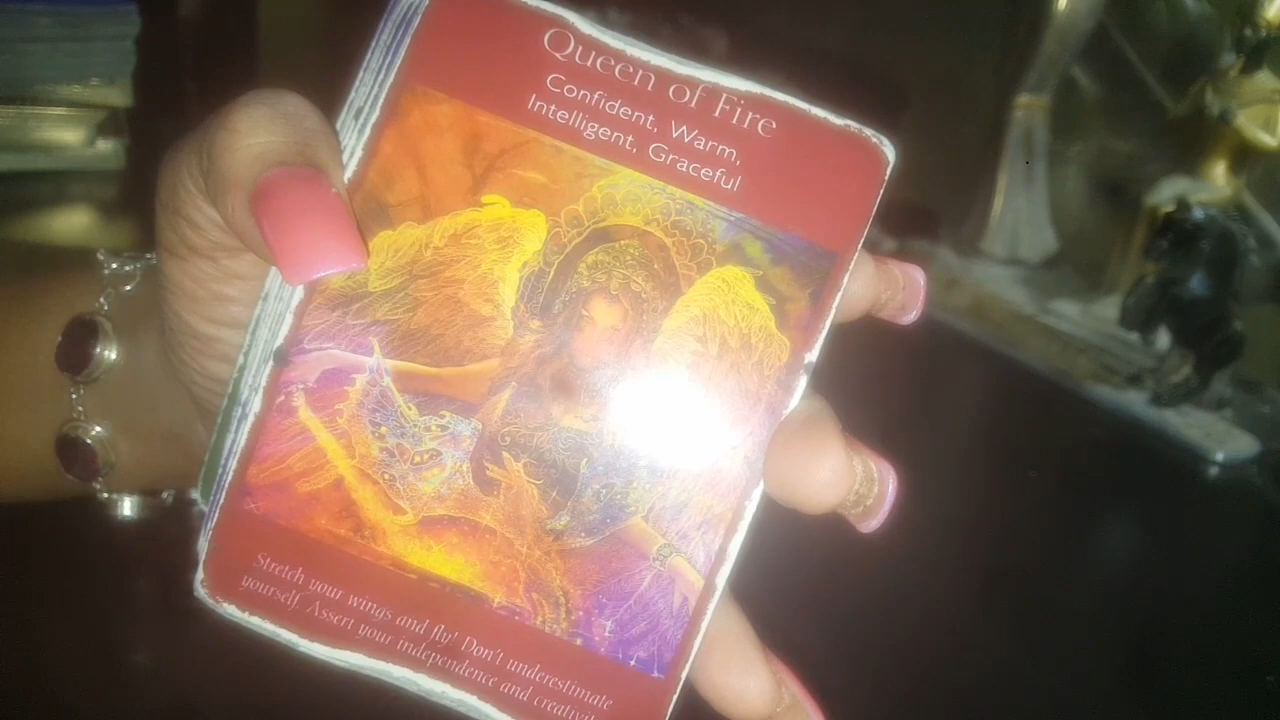 Queen of Fire
Confident, Warm,
Intelligent, Graceful
Stretch your wings and fly! Don't underestimate
yourself. Assert your independence and